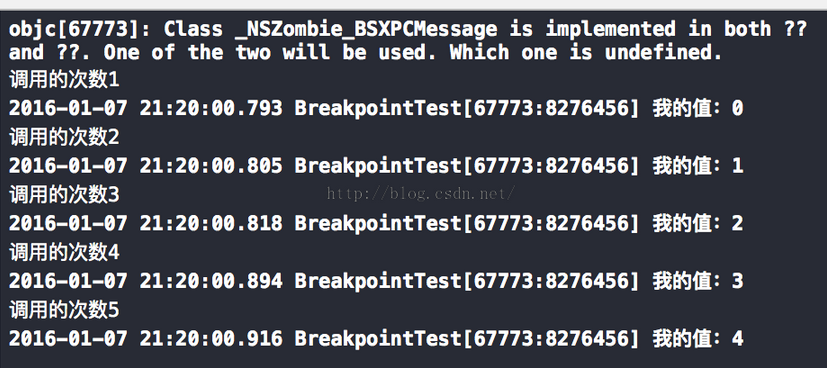 objc[67773]: Class _NSZombie_BSXPCMessage is implemented in both ??
and ??. One of the two will be used. Which one is undefined.
调用的次数1
2016-01-07 21:20:00.793 BreakpointTest[67773:8276456] 我的值：0
调用的次数2
2016-01-07 21:20:00.805 BreakpointTest[67773:8276456] 我的值：1
调用的次数3
http://blog.csdn.net/
2016-01-07 21:20:00.818 BreakpointTest[67773:8276456] 我的值：2
调用的次数4
2016-01-07 21:20:00.894 BreakpointTest[67773:8276456] 我的值：3
调用的次数5
2016-01-07 21:20:00.916 BreakpointTest[67773:8276456] 我的值：4